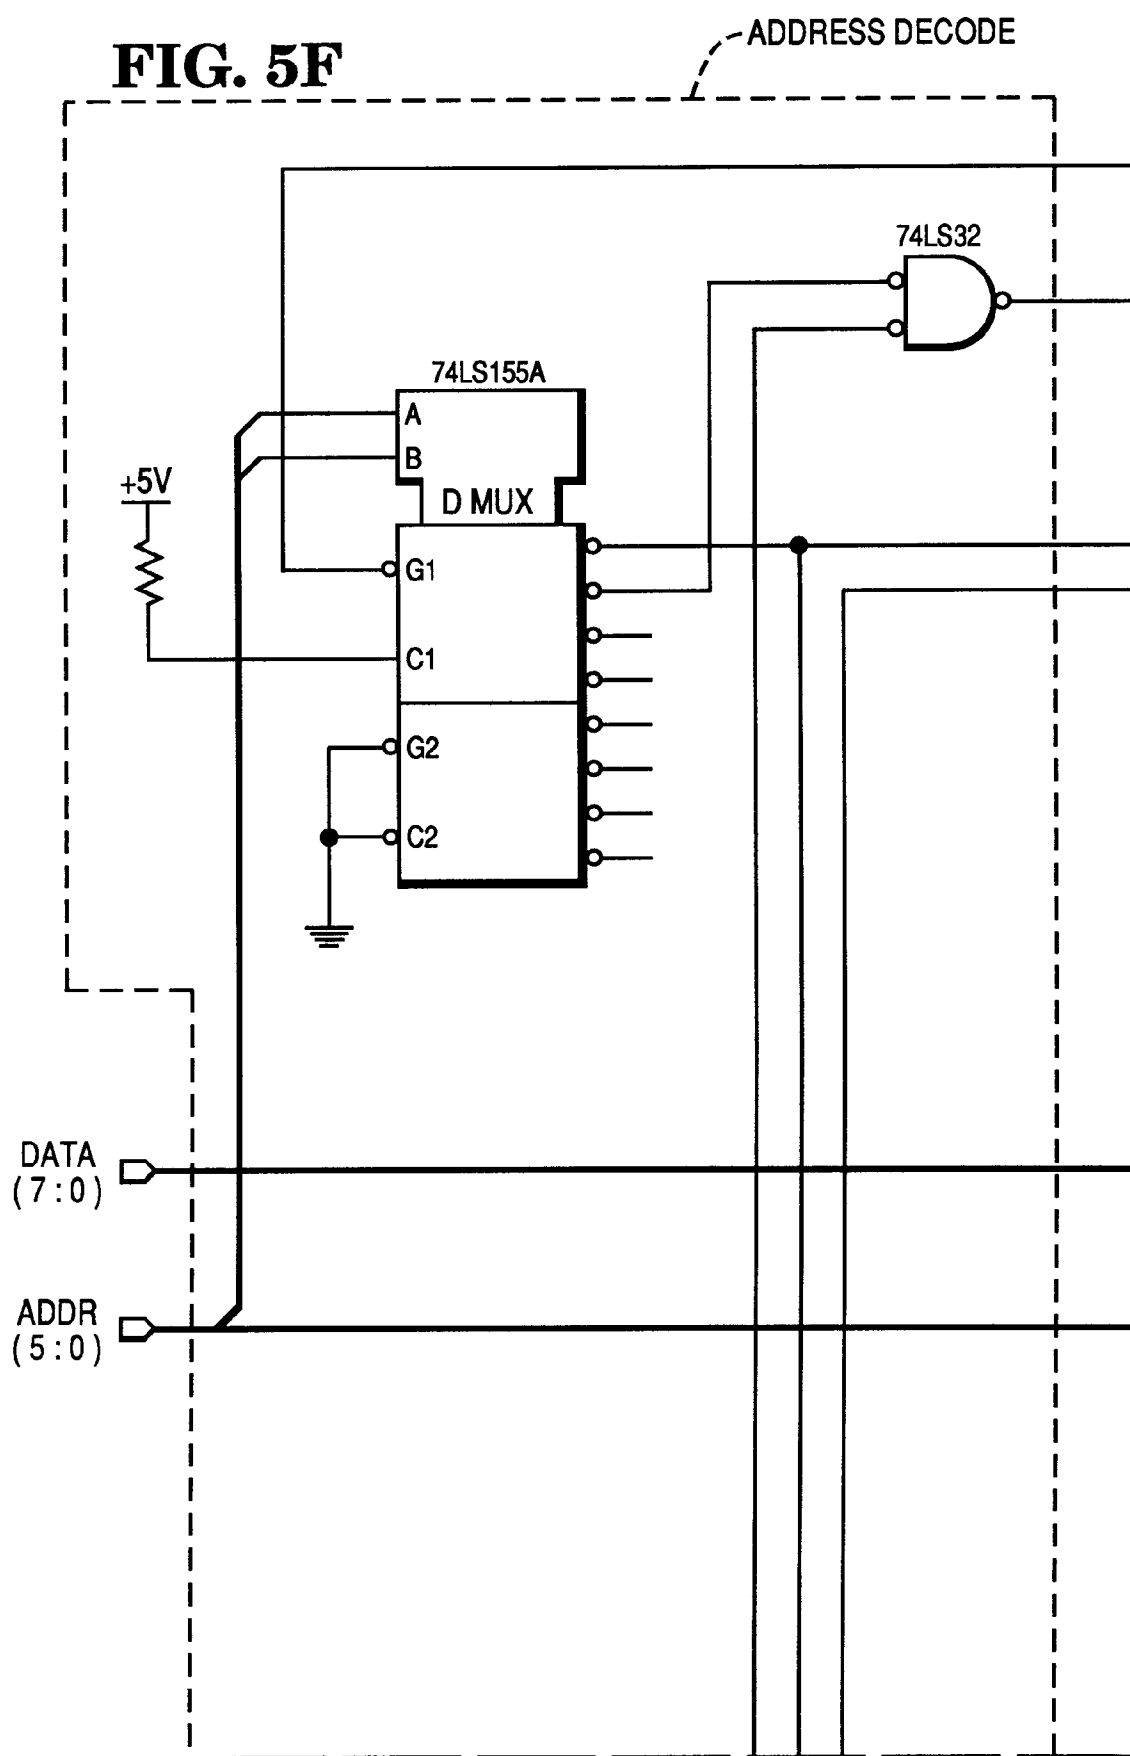 FIG. 5F
ADDRESS DECODE
74LS32
74LS155A
A
B
+5V
D MUX
G1
C1
G2
C2
DATA
(7:0)
ADDR
(5:0)